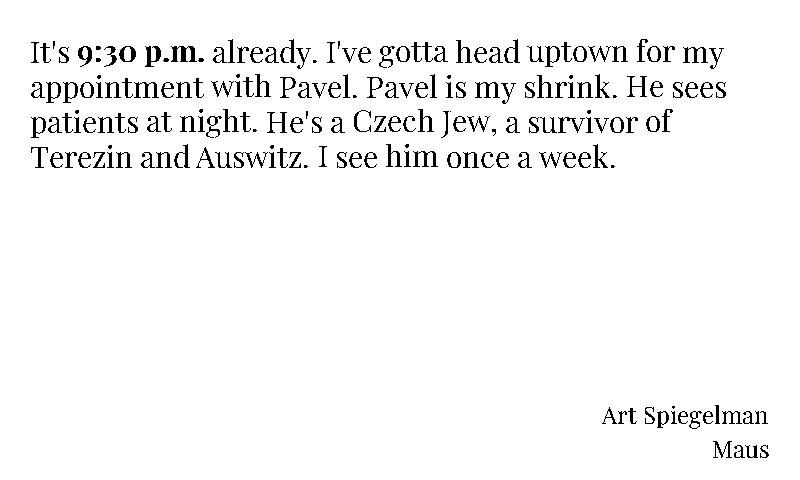 It's 9:30 p.m. already. I've gotta head uptown for my
appointment with Pavel. Pavel is my shrink. He sees
patients at night. He's a Czech Jew, a survivor of
Terezin and Auswitz. I see him once a week.
Art Spiegelman
Maus